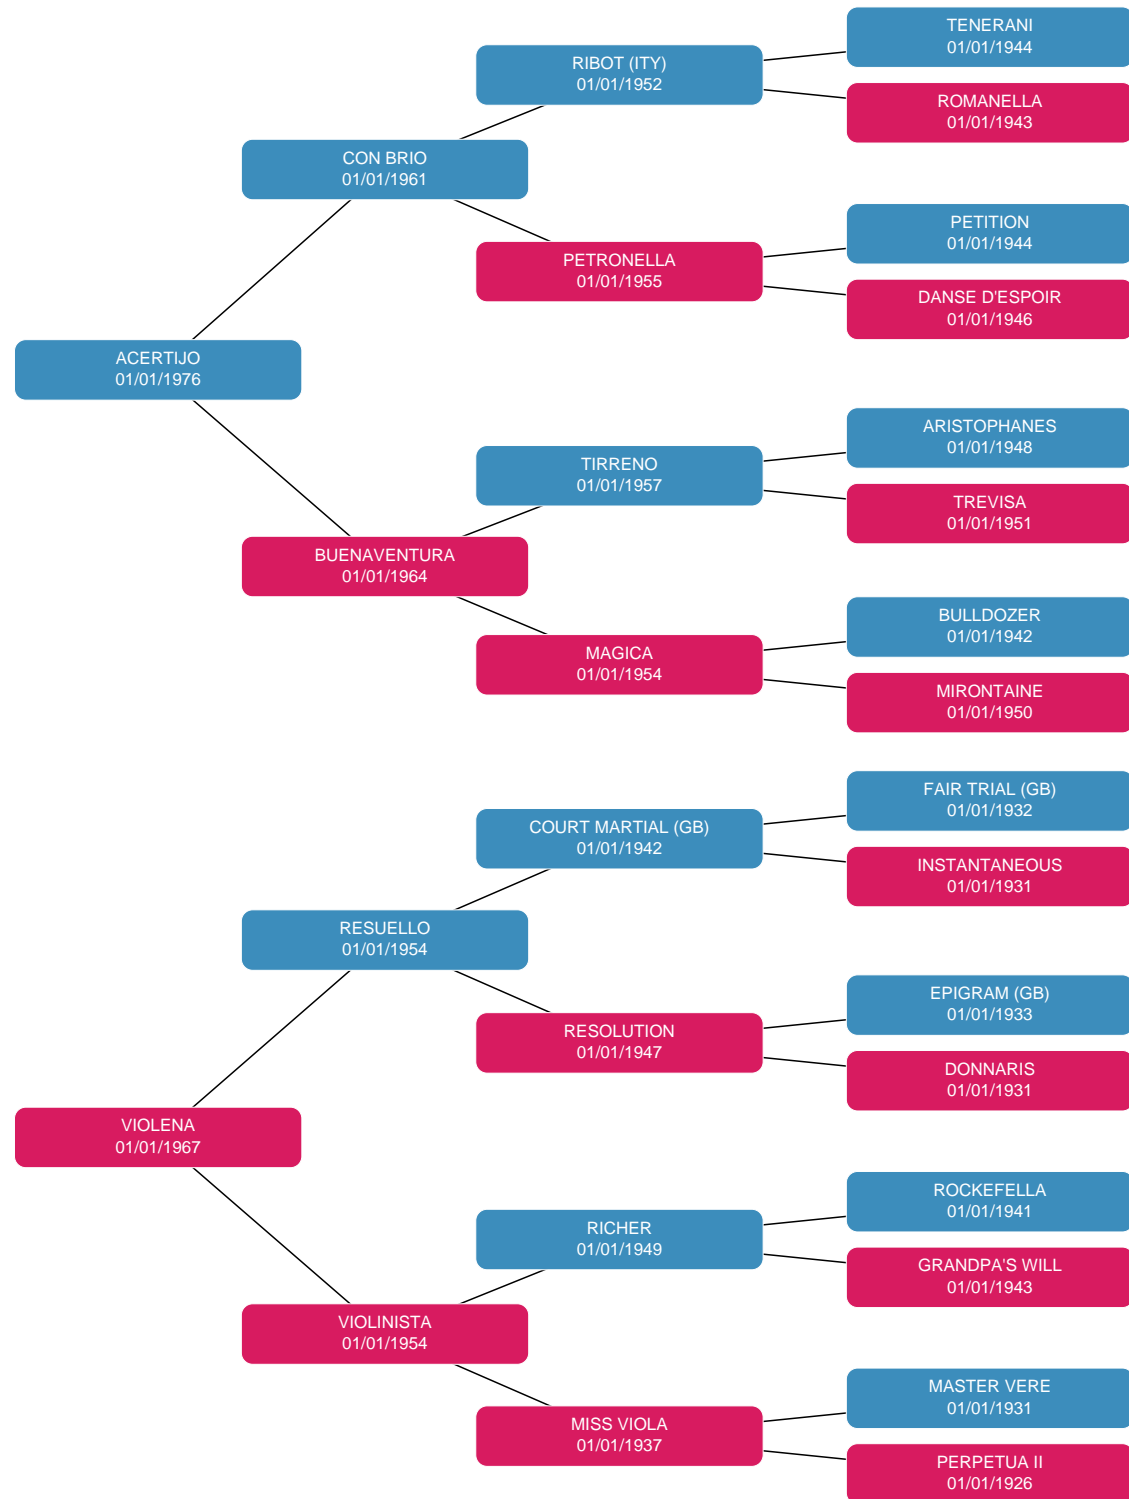 TENERANI
01/01/1944
RIBOT (ITY)
01/01/1952
ROMANELLA
01/01/1943
CON BRIO
01/01/1961
PETITION
01/01/1944
PETRONELLA
01/01/1955
DANSE D'ESPOIR
01/01/1946
ACERTIJO
01/01/1976
ARISTOPHANES
01/01/1948
TIRRENO
01/01/1957
TREVISA
01/01/1951
BUENAVENTURA
01/01/1964
BULLDOZER
01/01/1942
MAGICA
01/01/1954
MIRONTAINE
01/01/1950
FAIR TRIAL (GB)
01/01/1932
COURT MARTIAL (GB)
01/01/1942
INSTANTANEOUS
01/01/1931
RESUELLO
01/01/1954
EPIGRAM (GB)
01/01/1933
RESOLUTION
01/01/1947
DONNARIS
01/01/1931
VIOLENA
01/01/1967
ROCKEFELLA
01/01/1941
RICHER
01/01/1949
GRANDPA'S WILL
01/01/1943
VIOLINISTA
01/01/1954
MASTER VERE
01/01/1931
MISS VIOLA
01/01/1937
PERPETUA II
01/01/1926